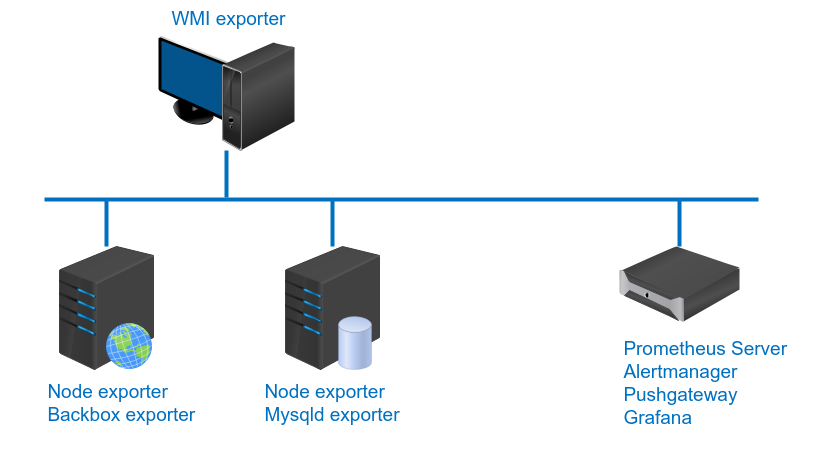 WMI exporter
Node exporter
Backbox exporter
Node exporter
Mysqld exporter
Prometheus Server
Alertmanager
Pushgateway
Grafana